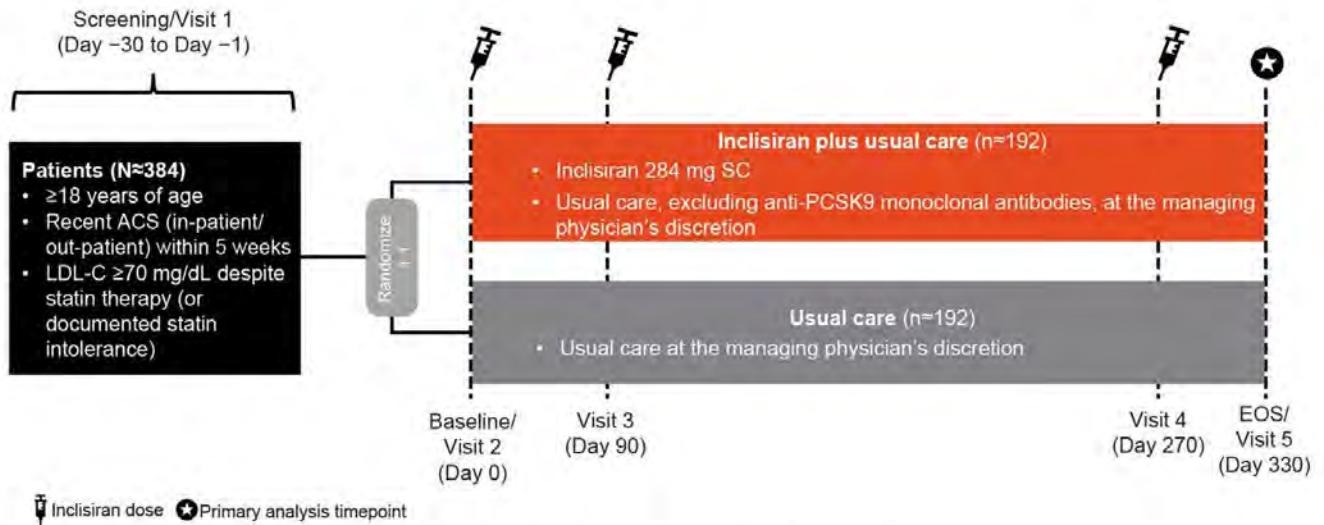 Screening/Visit 1
(Day −30 to Day −1)
Patients (N≈384)
• ≥18 years of age
• Recent ACS (in-patient/
out-patient) within 5 weeks
• LDL-C ≥70 mg/dL despite
statin therapy (or
documented statin
intolerance)
Randomize
1:1
Inclisiran plus usual care (n≈192)
• Inclisiran 284 mg SC
• Usual care, excluding anti-PCSK9 monoclonal antibodies, at the managing
physician's discretion
Usual care (n≈192)
• Usual care at the managing physician's discretion
Baseline/
Visit 2
(Day 0)
Visit 3
(Day 90)
Visit 4
(Day 270)
EOS/
Visit 5
(Day 330)
Inclisiran dose
Primary analysis timepoint